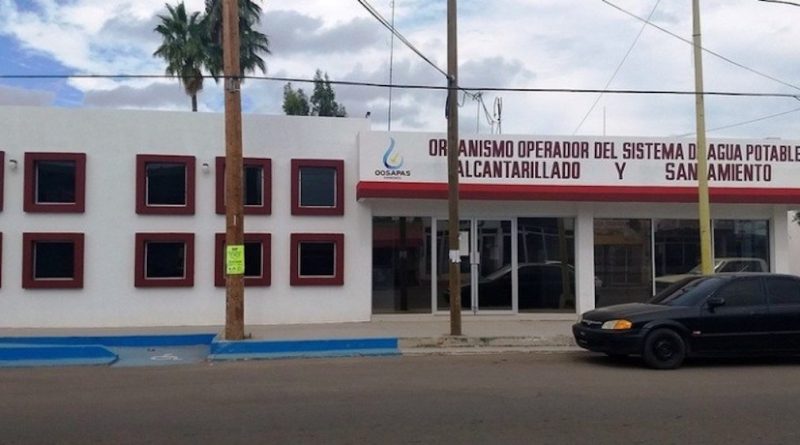 ORGANISMO OPERADOR DEL SISTEMA DE AGUA POTABLE
ALCANTARILLADO Y SANEAMIENTO
OOSAPAS